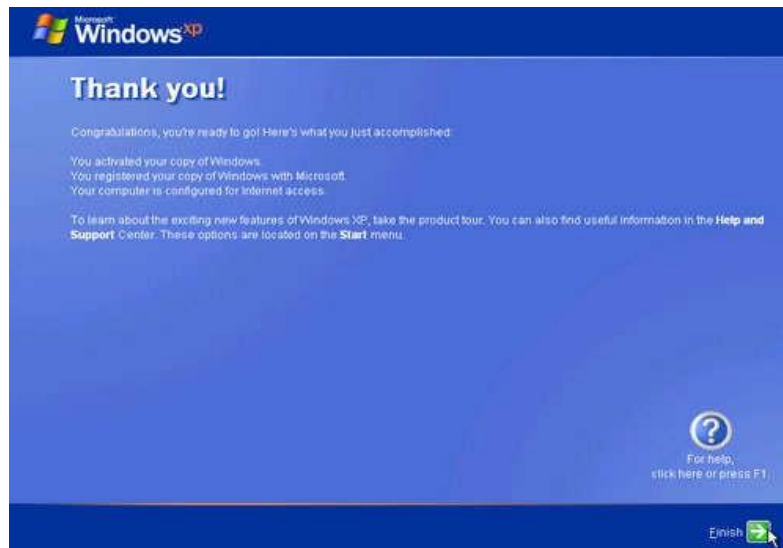 Microsoft
Windows xp
Thank you!
Congratulations, you're ready to go! Here's what you just accomplished:
You activated your copy of Windows.
You registered your copy of Windows with Microsoft.
Your computer is configured for Internet access.
To learn about the exciting new features of Windows XP, take the product tour. You can also find useful information in the Help and
Support Center. These options are located on the Start menu.
?
For help,
click here or press F1.
Finish